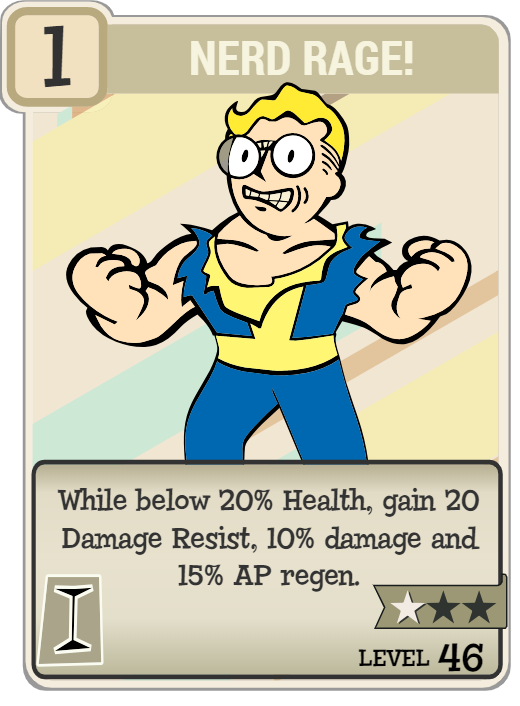 1
NERD RAGE!
While below 20% Health, gain 20
Damage Resist, 10% damage and
15% AP regen.
I
LEVEL 46